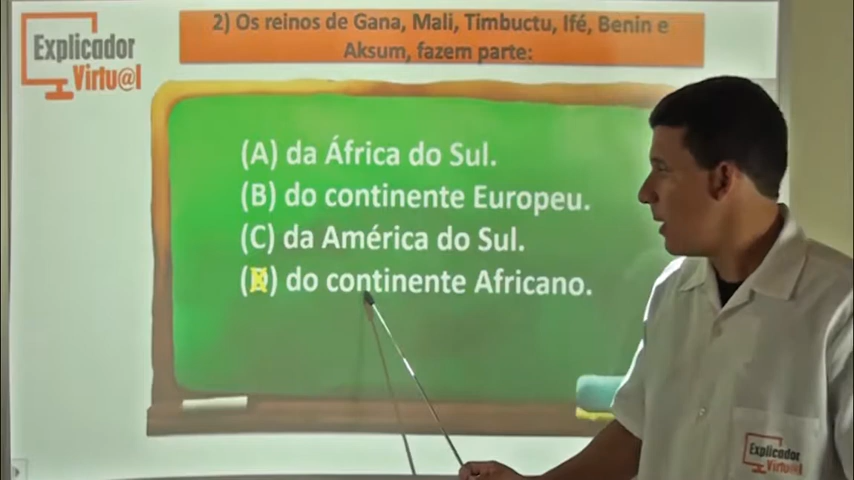 Explicador
Virtu@l
2) Os reinos de Gana, Mali, Timbuctu, Ifé, Benin e
Aksum, fazem parte:
(A) da África do Sul.
(B) do continente Europeu.
(C) da América do Sul.
(D) do continente Africano.
Explicador
Virtu@l